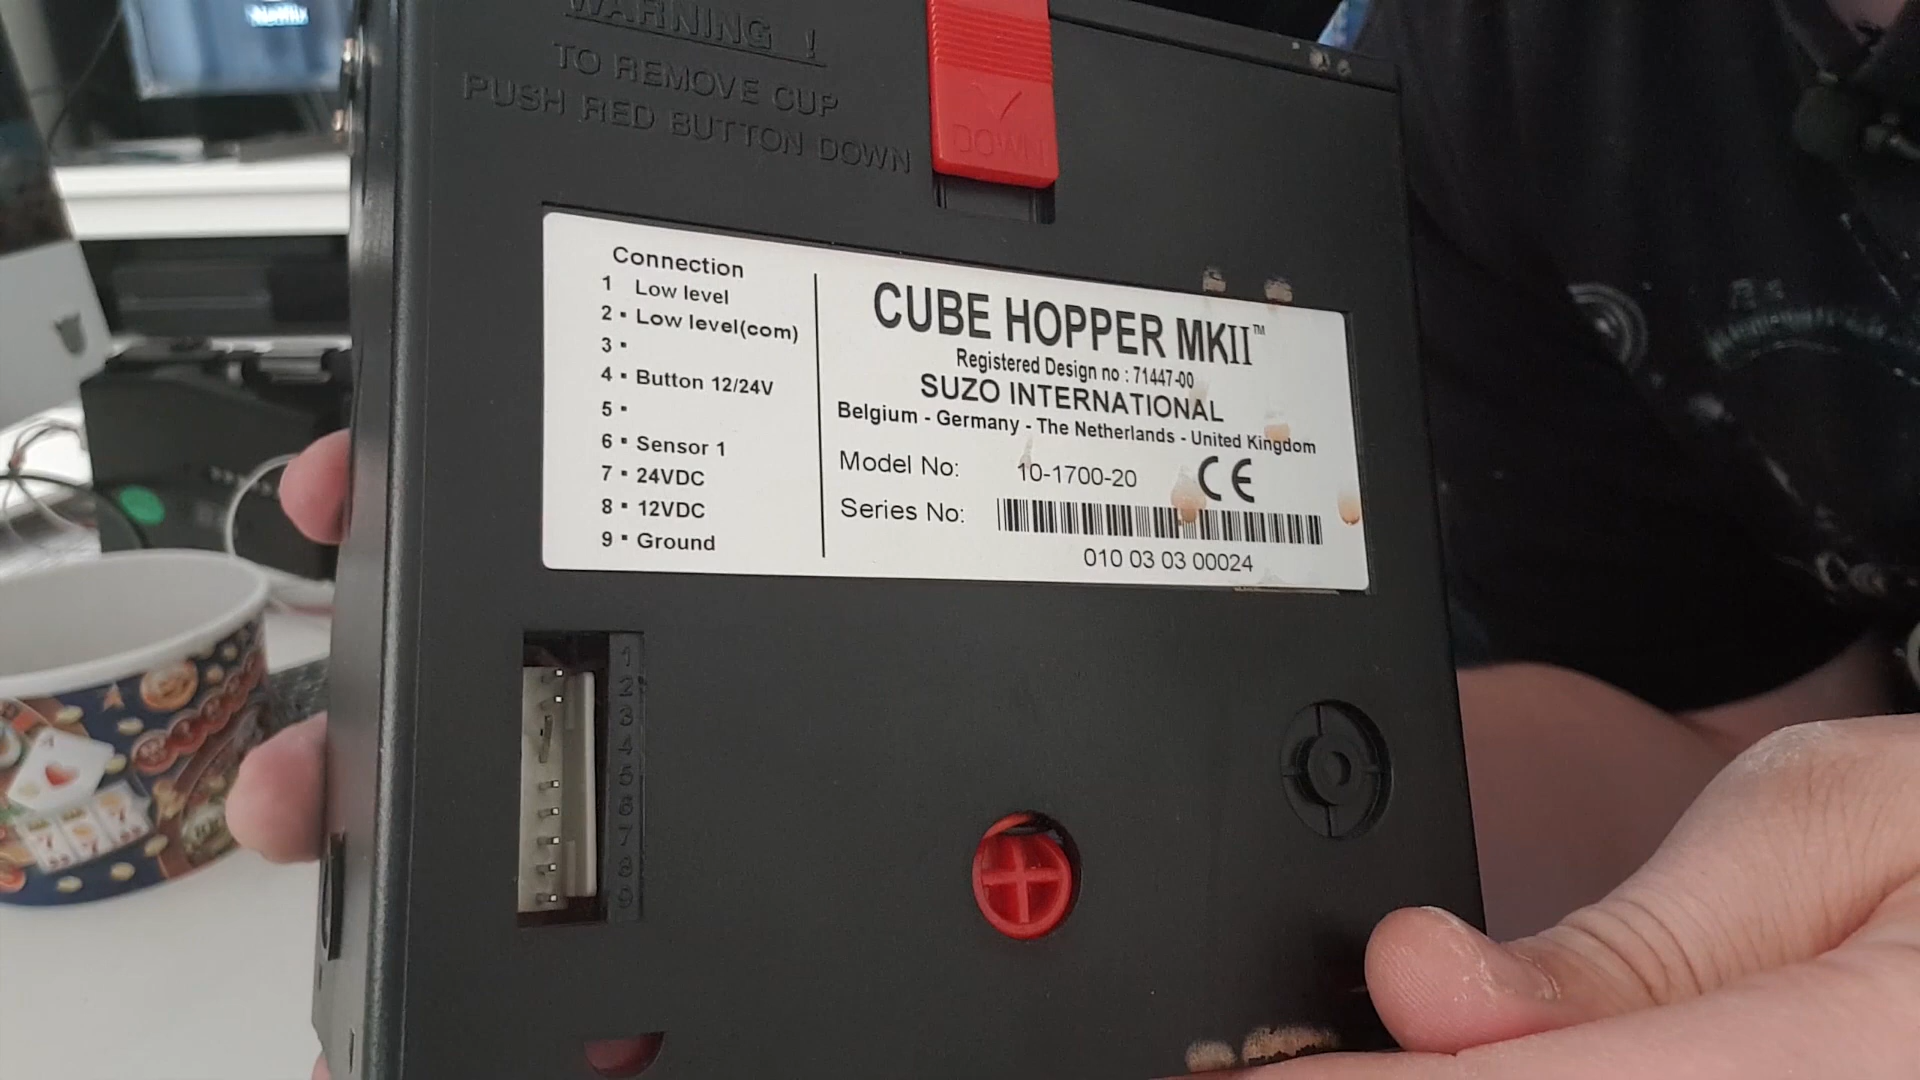 WARNING !
TO REMOVE CUP
PUSH RED BUTTON DOWN
DOWN
Connection
1 Low level
2 ▪ Low level(com)
3 ▪
4 ▪ Button 12/24V
5 ▪
6 ▪ Sensor 1
7 ▪ 24VDC
8 ▪ 12VDC
9 ▪ Ground
CUBE HOPPER MKII™
Registered Design no : 71447-00
SUZO INTERNATIONAL
Belgium - Germany - The Netherlands - United Kingdom
Model No: 10-1700-20 CE
Series No:
010 03 03 00024
1
2
3
4
5
6
7
8
9